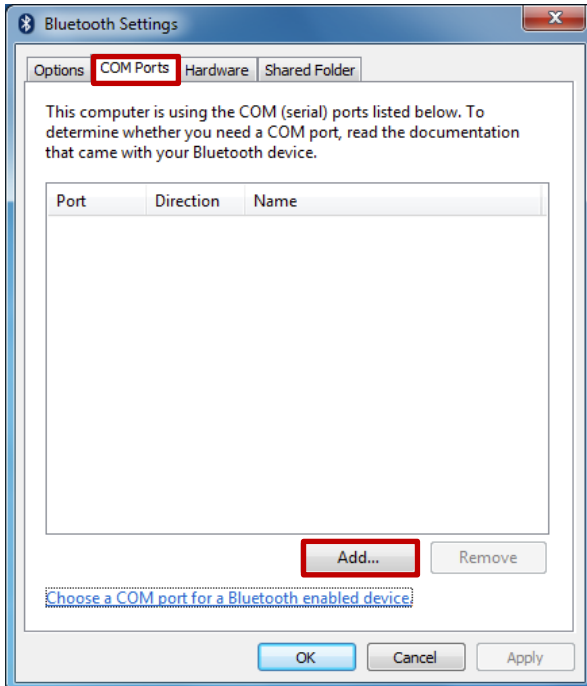 Bluetooth Settings
Options COM Ports Hardware Shared Folder
This computer is using the COM (serial) ports listed below. To
determine whether you need a COM port, read the documentation
that came with your Bluetooth device.
Port Direction Name
Add... Remove
Choose a COM port for a Bluetooth enabled device.
OK Cancel Apply